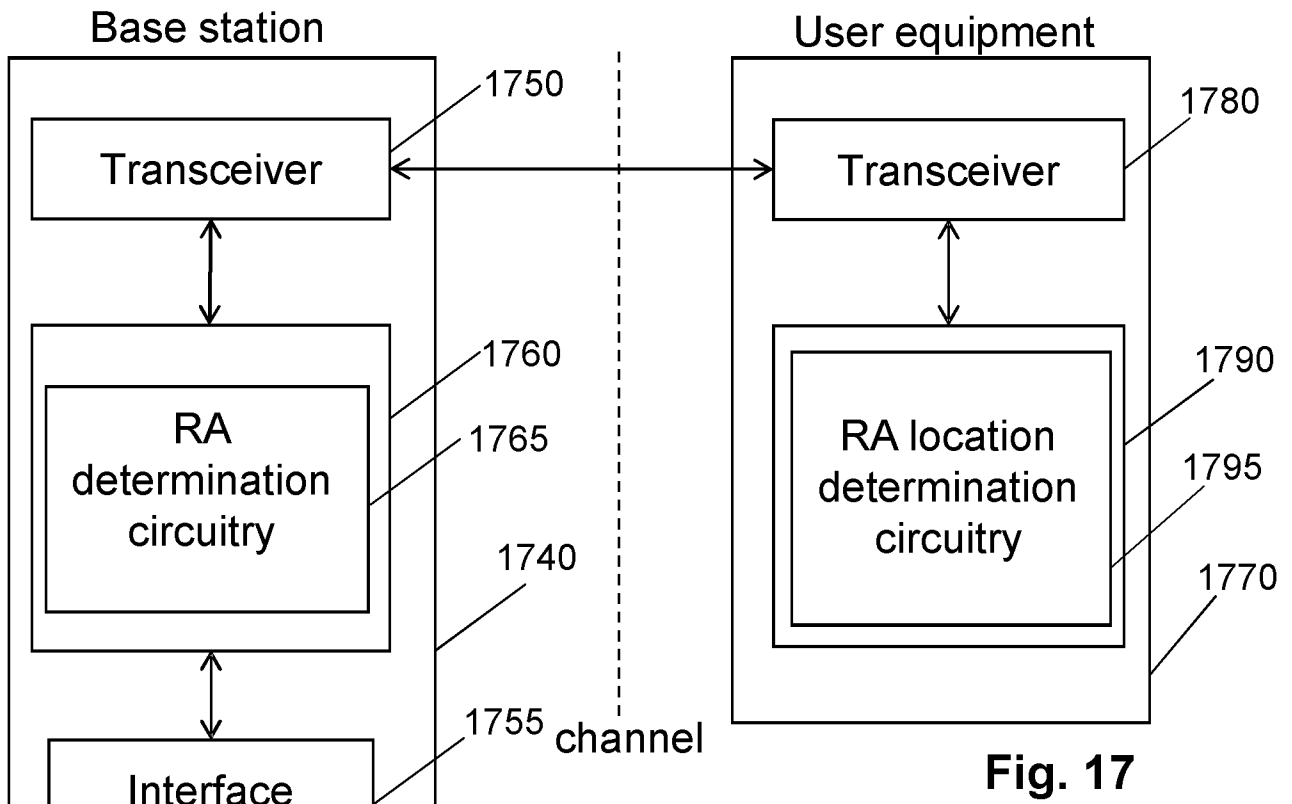 Base station
User equipment
1750
1780
Transceiver
Transceiver
1760
1790
RA
determination
circuitry
1765
RA location
determination
circuitry
1795
1740
1770
1755
channel
Interface
Fig. 17